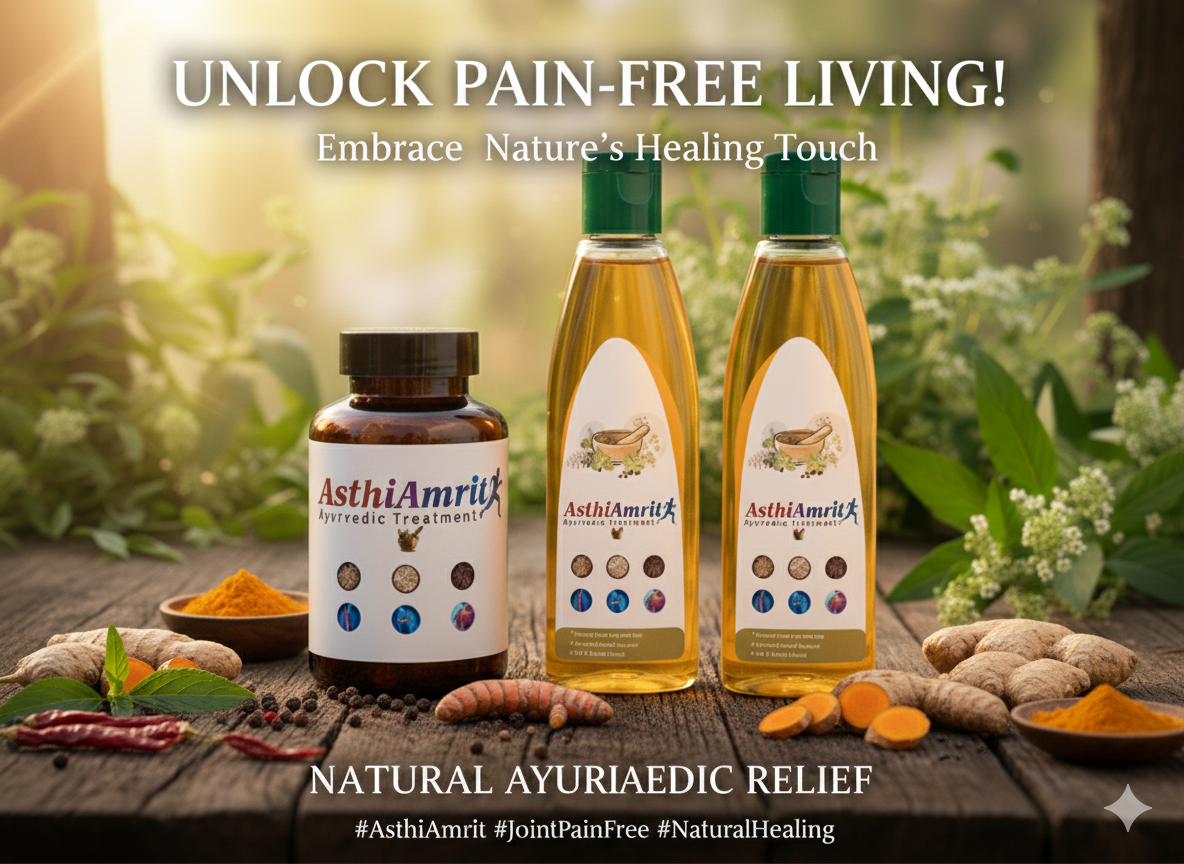 UNLOCK PAIN-FREE LIVING!
Embrace Nature's Healing Touch
AsthiAmrit
Ayurvedic Treatment
AsthiAmrit
Ayurvedic Treatment
AsthiAmrit
Ayurvedic Treatment
NATURAL AYURIAEDIC RELIEF
#AsthiAmrit #JointPainFree #NaturalHealing